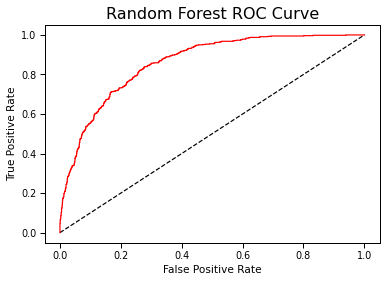 Random Forest ROC Curve
1.0
0.8
0.6
0.4
0.2
0.0
True Positive Rate
0.0 0.2 0.4 0.6 0.8 1.0
False Positive Rate